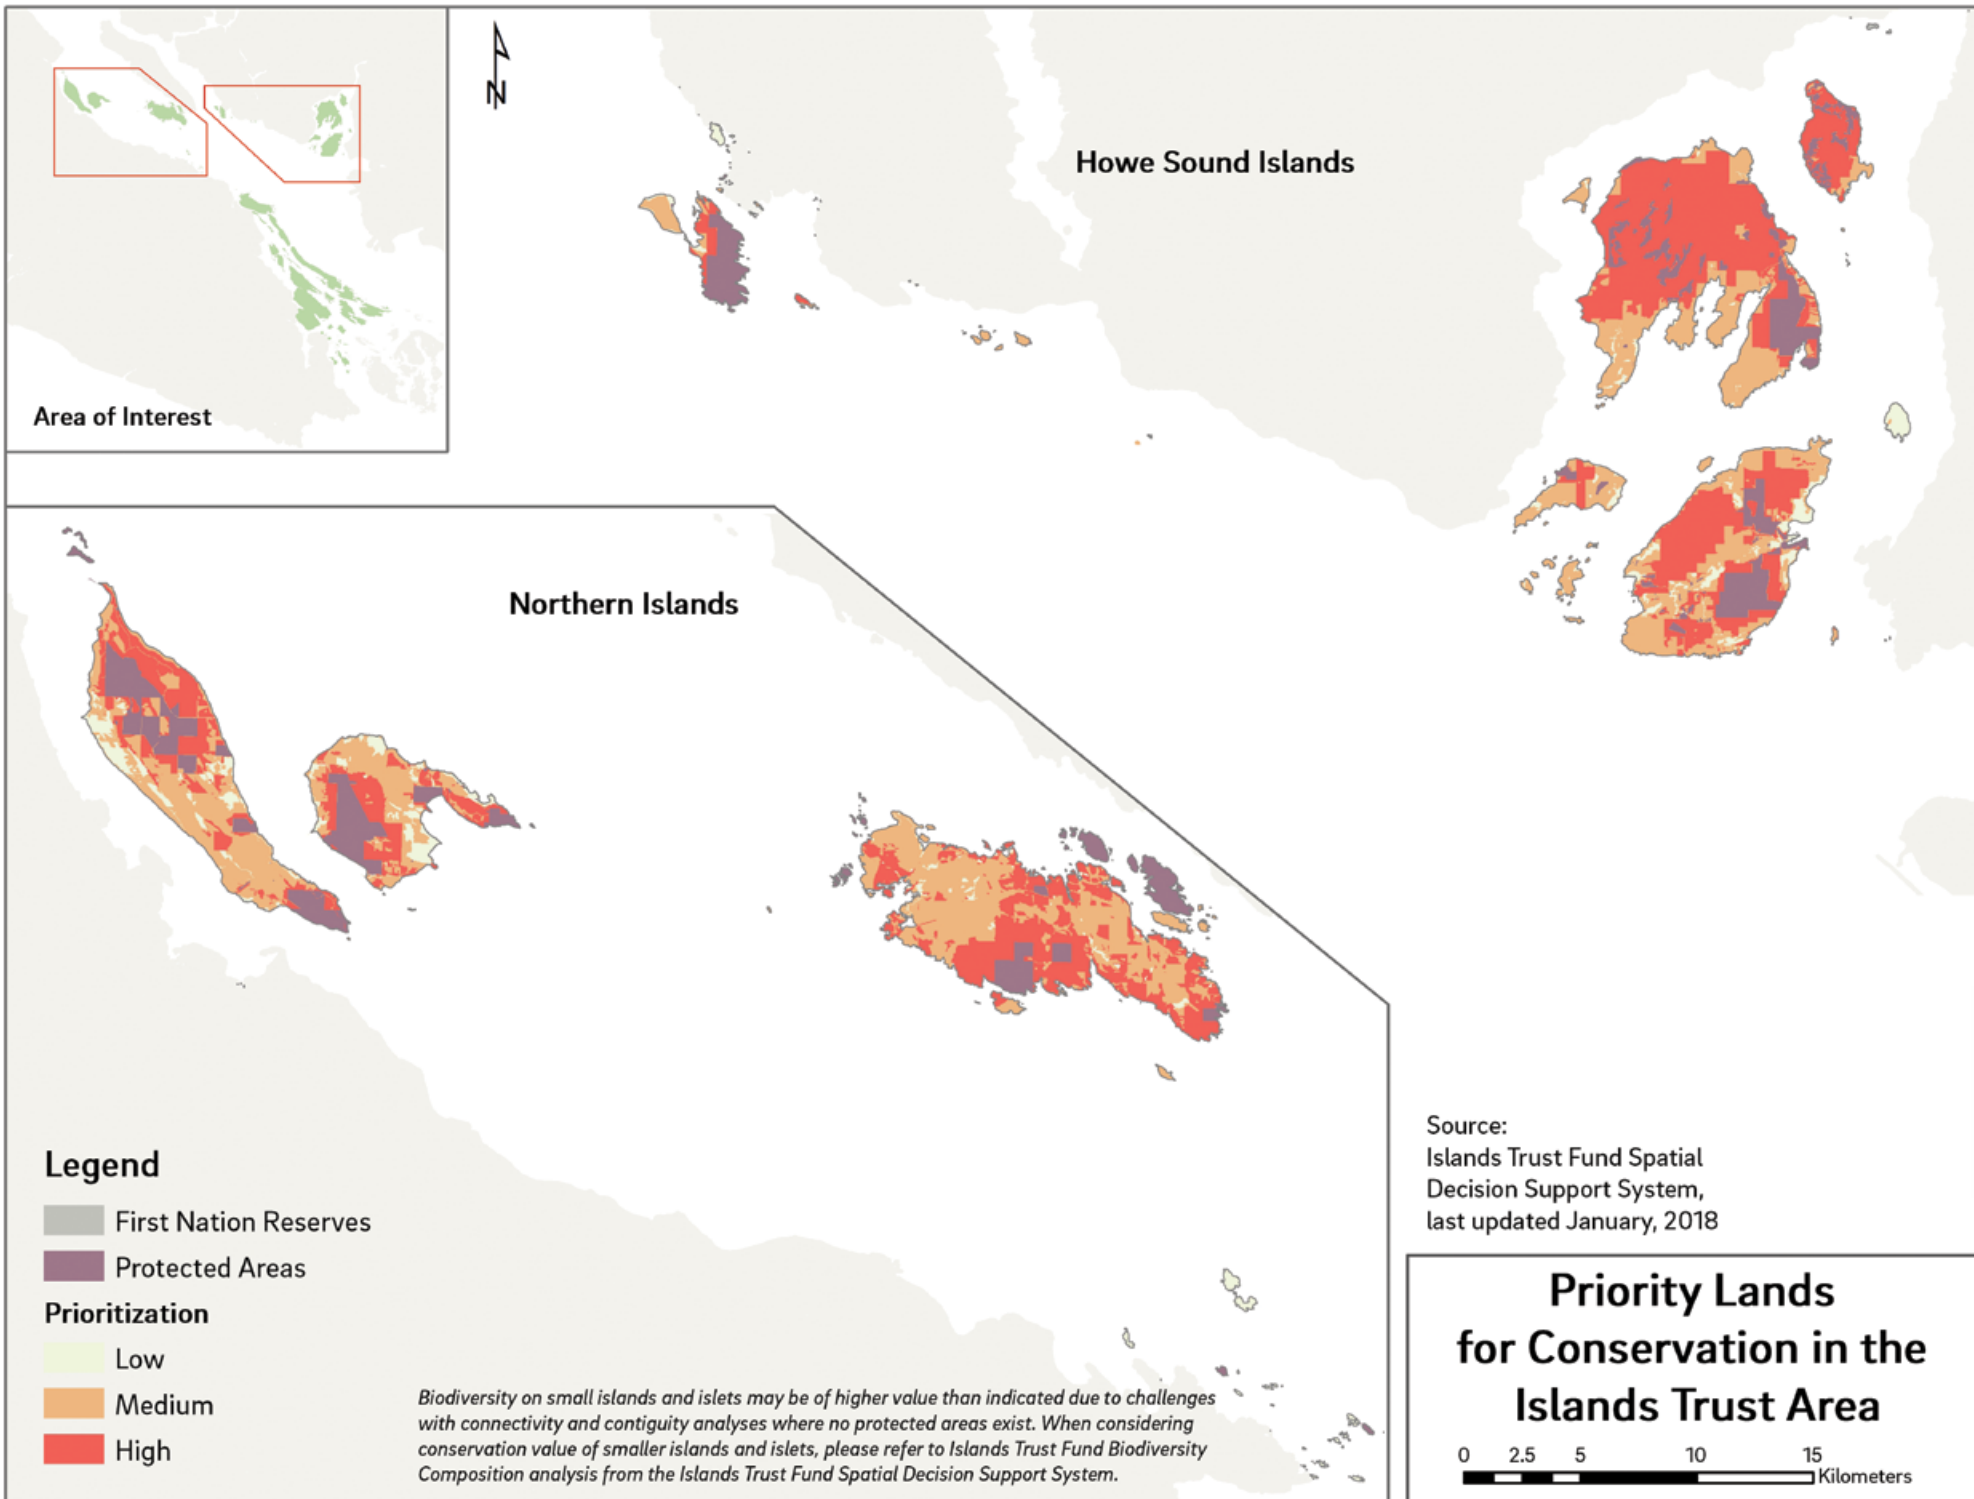 N
Howe Sound Islands
Area of Interest
Northern Islands
Legend
First Nation Reserves
Protected Areas
Prioritization
Low
Medium
High
Biodiversity on small islands and islets may be of higher value than indicated due to challenges
with connectivity and contiguity analyses where no protected areas exist. When considering
conservation value of smaller islands and islets, please refer to Islands Trust Fund Biodiversity
Composition analysis from the Islands Trust Fund Spatial Decision Support System.
Source:
Islands Trust Fund Spatial
Decision Support System,
last updated January, 2018
Priority Lands
for Conservation in the
Islands Trust Area
0 2.5 5 10 15
Kilometers